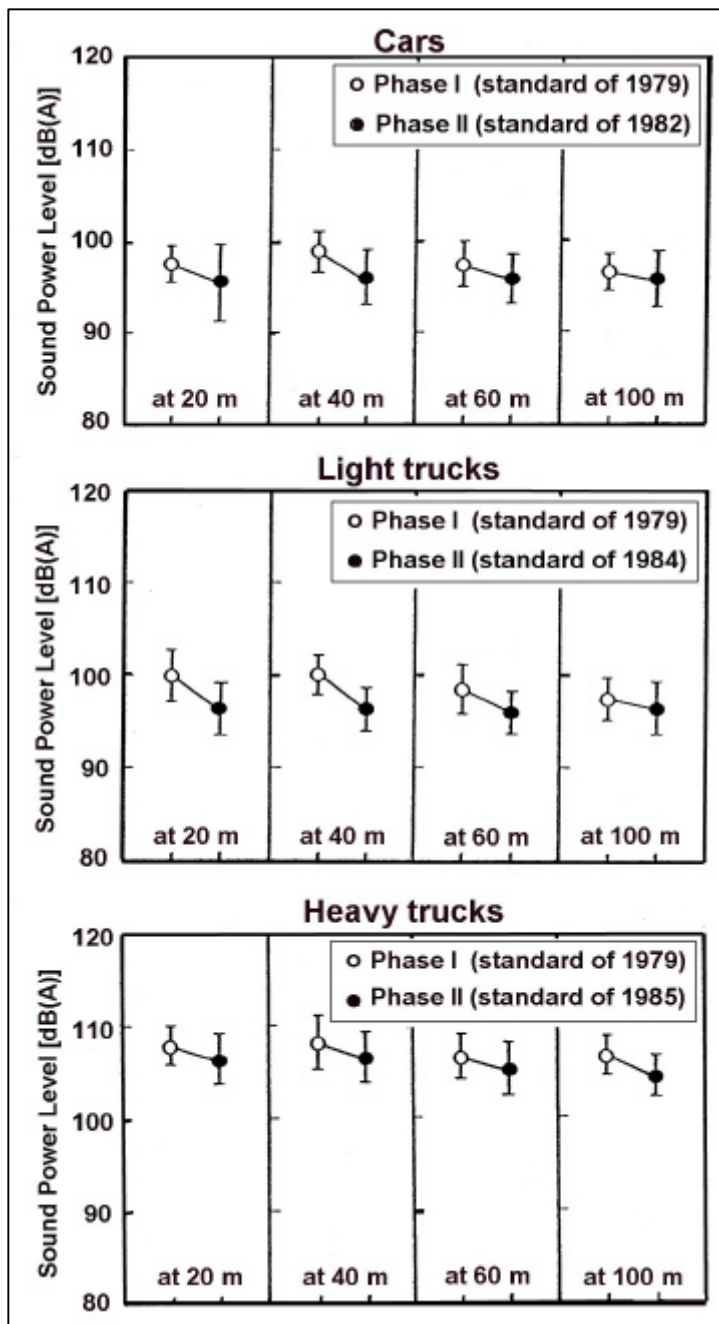 Cars
Sound Power Level [dB(A)]
120
110
100
90
80
Phase I (standard of 1979)
Phase II (standard of 1982)
at 20 m
at 40 m
at 60 m
at 100 m
Light trucks
Sound Power Level [dB(A)]
120
110
100
90
80
Phase I (standard of 1979)
Phase II (standard of 1984)
at 20 m
at 40 m
at 60 m
at 100 m
Heavy trucks
Sound Power Level [dB(A)]
120
110
100
90
80
Phase I (standard of 1979)
Phase II (standard of 1985)
at 20 m
at 40 m
at 60 m
at 100 m